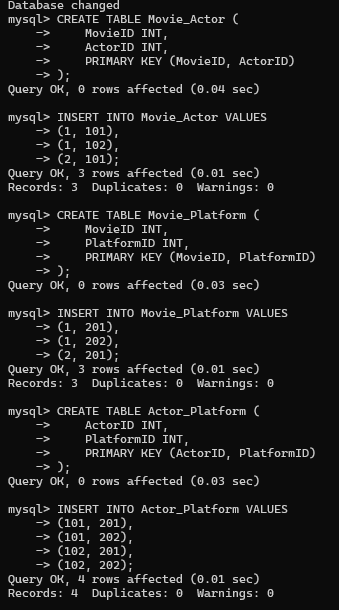 Database changed
mysql> CREATE TABLE Movie_Actor (
    ->     MovieID INT,
    ->     ActorID INT,
    ->     PRIMARY KEY (MovieID, ActorID)
    -> );
Query OK, 0 rows affected (0.04 sec)

mysql> INSERT INTO Movie_Actor VALUES
    -> (1, 101),
    -> (1, 102),
    -> (2, 101);
Query OK, 3 rows affected (0.01 sec)
Records: 3  Duplicates: 0  Warnings: 0

mysql> CREATE TABLE Movie_Platform (
    ->     MovieID INT,
    ->     PlatformID INT,
    ->     PRIMARY KEY (MovieID, PlatformID)
    -> );
Query OK, 0 rows affected (0.03 sec)

mysql> INSERT INTO Movie_Platform VALUES
    -> (1, 201),
    -> (1, 202),
    -> (2, 201);
Query OK, 3 rows affected (0.01 sec)
Records: 3  Duplicates: 0  Warnings: 0

mysql> CREATE TABLE Actor_Platform (
    ->     ActorID INT,
    ->     PlatformID INT,
    ->     PRIMARY KEY (ActorID, PlatformID)
    -> );
Query OK, 0 rows affected (0.03 sec)

mysql> INSERT INTO Actor_Platform VALUES
    -> (101, 201),
    -> (101, 202),
    -> (102, 201),
    -> (102, 202);
Query OK, 4 rows affected (0.01 sec)
Records: 4  Duplicates: 0  Warnings: 0